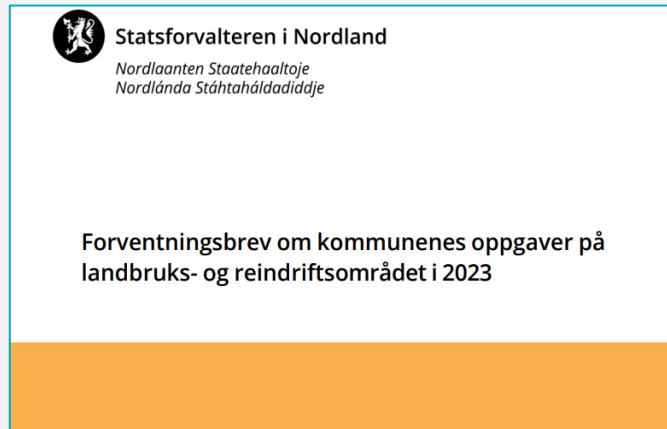 Statsforvalteren i Nordland
Nordlaanten Staatehaaltoje
Nordlánda Stáhtaháldadiddje
Forventningsbrev om kommunenes oppgaver på
landbruks- og reindriftsområdet i 2023